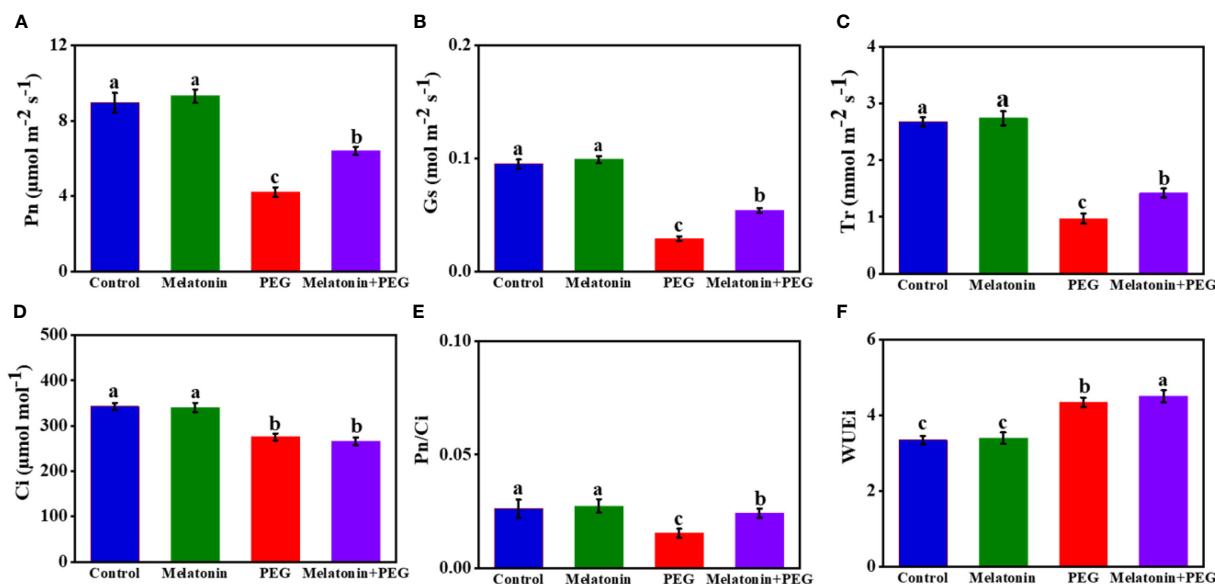 A
Pn (μmol m⁻² s⁻¹)
12
8
4
0
a
a
c
b
Control
Melatonin
PEG
Melatonin+PEG
B
Gs (mol m⁻² s⁻¹)
0.2
0.1
0.0
a
a
c
b
Control
Melatonin
PEG
Melatonin+PEG
C
Tr (mmol m⁻² s⁻¹)
4
3
2
1
0
a
a
c
b
Control
Melatonin
PEG
Melatonin+PEG
D
Ci (μmol mol⁻¹)
500
400
300
200
100
0
a
a
b
b
Control
Melatonin
PEG
Melatonin+PEG
E
Pn/Ci
0.10
0.05
0.00
a
a
c
b
Control
Melatonin
PEG
Melatonin+PEG
F
WUEi
6
4
2
0
c
c
b
a
Control
Melatonin
PEG
Melatonin+PEG